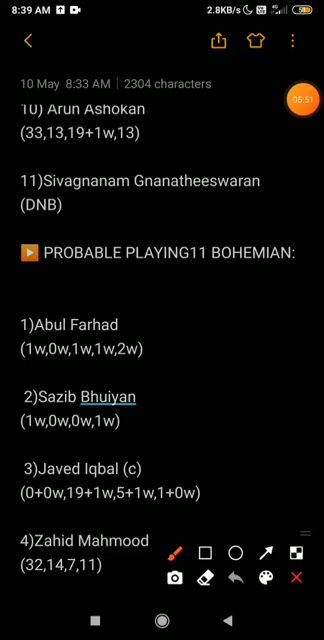 8:39 AM
2.8KB/s
4G
51
05:51
10 May 8:33 AM | 2304 characters
10) Arun Ashokan
(33,13,19+1w,13)
11)Sivagnanam Gnanatheeswaran
(DNB)
▶️ PROBABLE PLAYING11 BOHEMIAN:
1)Abul Farhad
(1w,0w,1w,1w,2w)
2)Sazib Bhuiyan
(1w,0w,0w,1w)
3)Javed Iqbal (c)
(0+0w,19+1w,5+1w,1+0w)
4)Zahid Mahmood
(32,14,7,11)